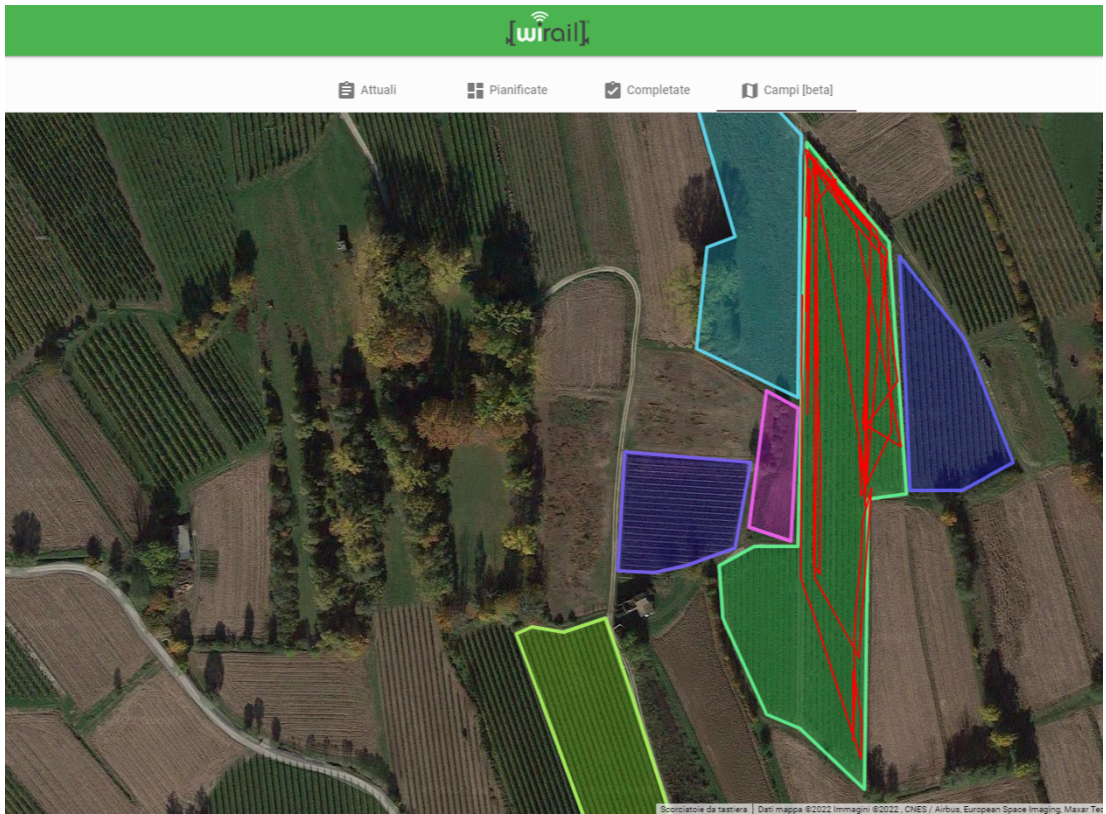 [wirail]
Attuali
Pianificate
Completate
Campi [beta]
Scorciatoie da tastiera | Dati mappa ©2022 Immagini ©2022 , CNES / Airbus, European Space Imaging, Maxar Tec